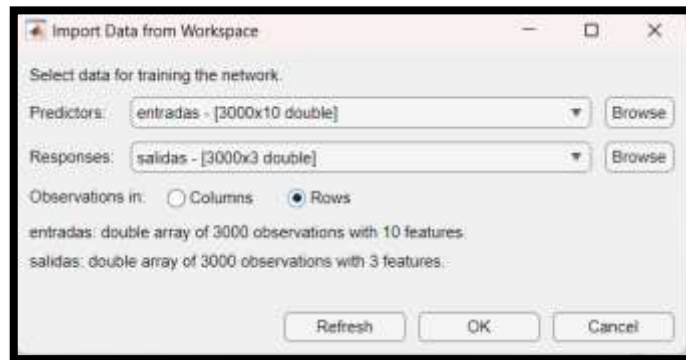 Import Data from Workspace
Select data for training the network.
Predictors: entradas - [3000x10 double] Browse
Responses: salidas - [3000x3 double] Browse
Observations in: Columns Rows
entradas: double array of 3000 observations with 10 features.
salidas: double array of 3000 observations with 3 features.
Refresh OK Cancel